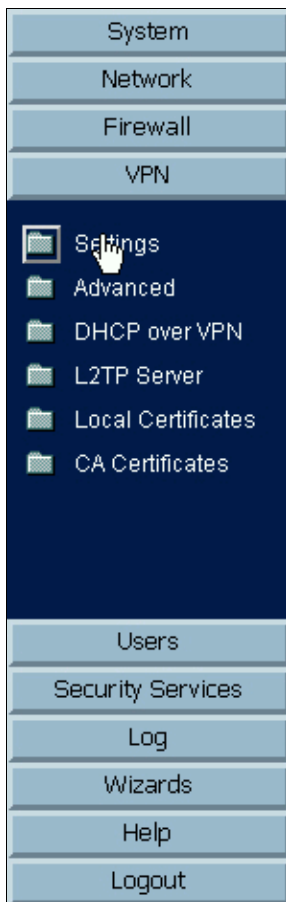 System
Network
Firewall
VPN
Settings
Advanced
DHCP over VPN
L2TP Server
Local Certificates
CA Certificates
Users
Security Services
Log
Wizards
Help
Logout